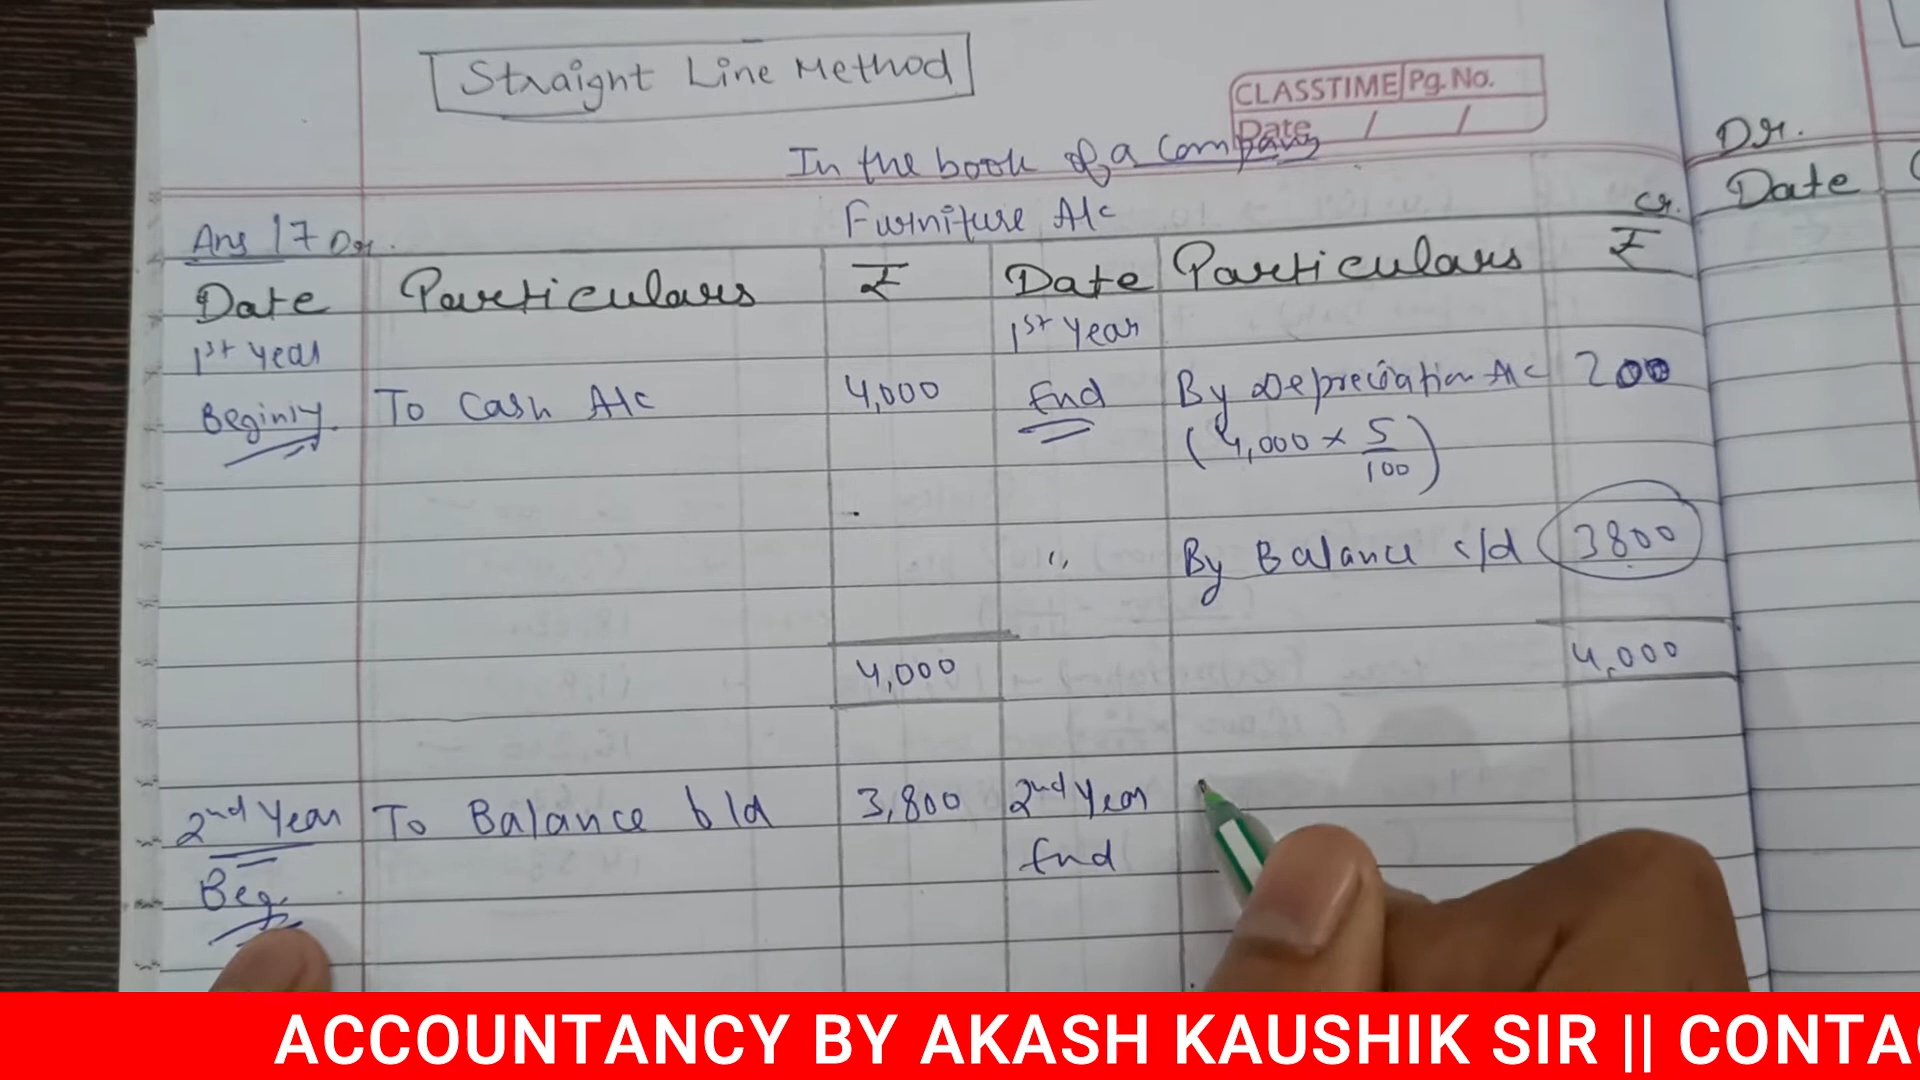 Straight Line Method
CLASSTIME Pg. No.
Date / /
In the book of a Company
Furniture A/c
Ans 17 Dr. Cr.
Date Particulars ₹ Date Particulars ₹
1st Year 1st Year
Begining To Cash A/c 4,000 End By Depreciation A/c 200
(4,000 × 5/100)
" By Balance c/d 3800
4,000 4,000
2nd Year To Balance b/d 3,800 2nd Year
Beg. End
Dr.
Date
ACCOUNTANCY BY AKASH KAUSHIK SIR || CONTA